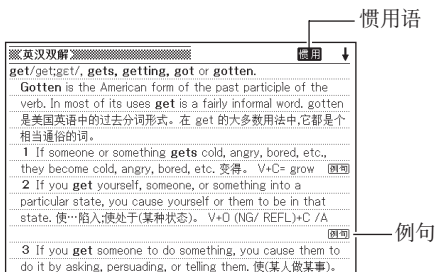 惯用语
英汉双解 惯用
get/get;gɛt/, gets, getting, got or gotten.
Gotten is the American form of the past participle of the
verb. In most of its uses get is a fairly informal word. gotten
是美国英语中的过去分词形式。在 get 的大多数用法中,它都是个
相当通俗的词。
1 If someone or something gets cold, angry, bored, etc.,
they become cold, angry, bored, etc. 变得。 V+C= grow 例句
2 If you get yourself, someone, or something into a
particular state, you cause yourself or them to be in that
state. 使…陷入;使处于(某种状态)。 V+O (NG/ REFL)+C /A
例句 例句
3 If you get someone to do something, you cause them to
do it by asking, persuading, or telling them. 使(某人做某事)。